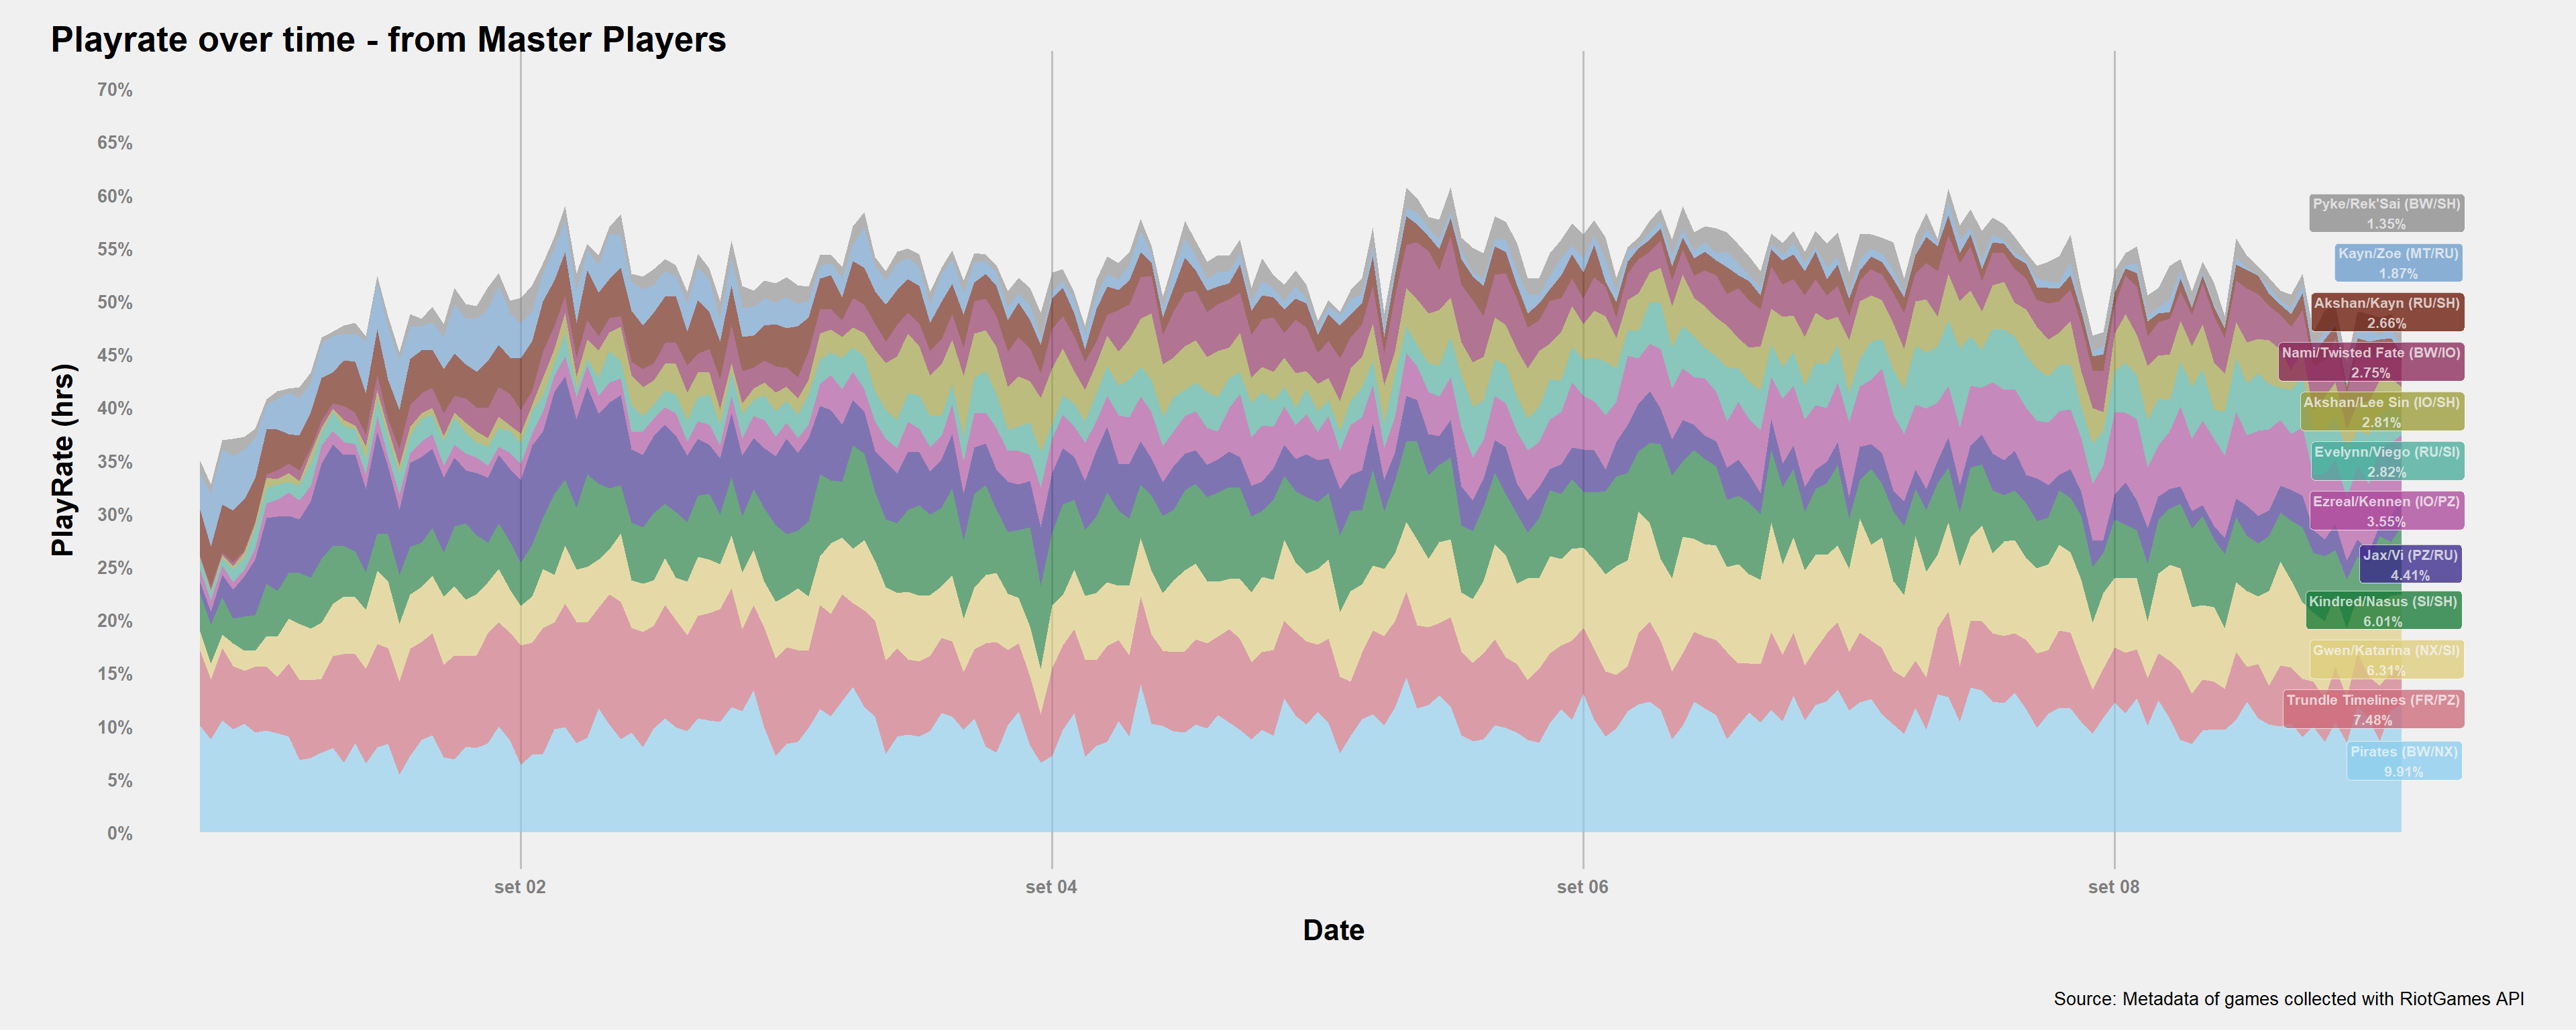 Playrate over time - from Master Players
PlayRate (hrs)
70%
65%
60%
55%
50%
45%
40%
35%
30%
25%
20%
15%
10%
5%
0%
Pyke/Rek'Sai (BW/SH)
1.35%
Kayn/Zoe (MT/RU)
1.87%
Akshan/Kayn (RU/SH)
2.66%
Nami/Twisted Fate (BW/IO)
2.75%
Akshan/Lee Sin (IO/SH)
2.81%
Evelynn/Viego (RU/SI)
2.82%
Ezreal/Kennen (IO/PZ)
3.55%
Jax/Vi (PZ/RU)
4.41%
Kindred/Nasus (SI/SH)
6.01%
Gwen/Katarina (NX/SI)
6.31%
Trundle Timelines (FR/PZ)
7.48%
Pirates (BW/NX)
9.91%
set 02
set 04
set 06
set 08
Date
Source: Metadata of games collected with RiotGames API